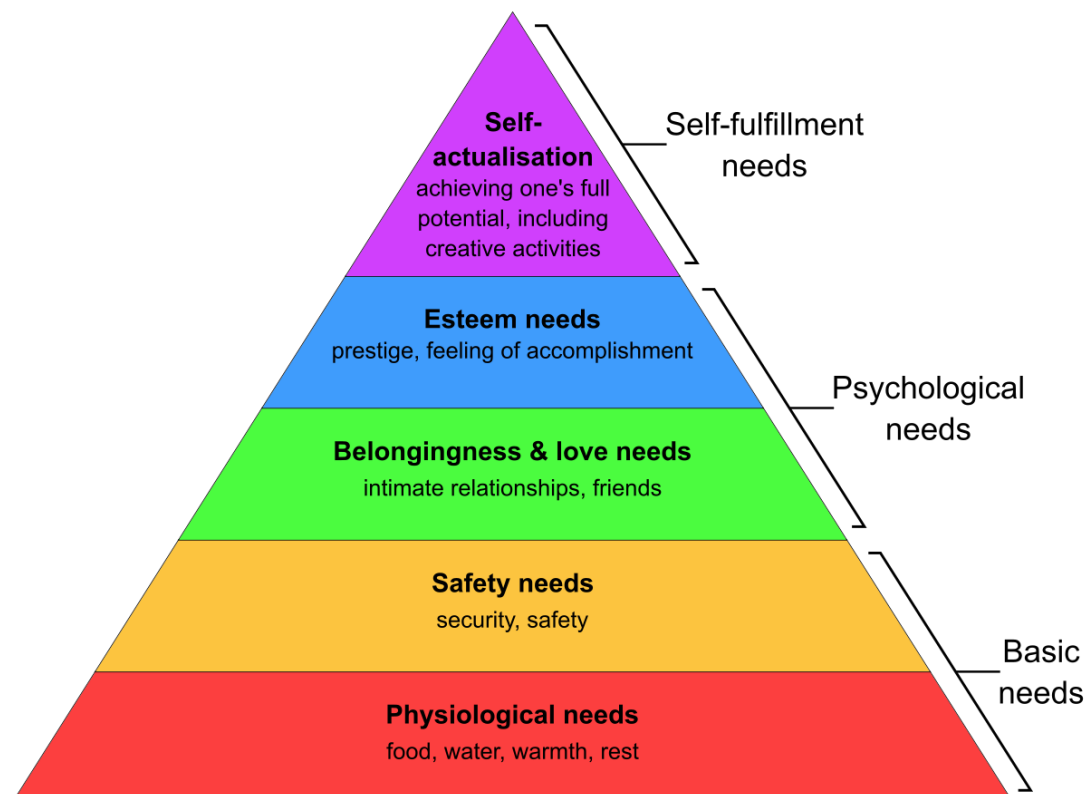 Self-
actualisation
achieving one's full
potential, including
creative activities
Self-fulfillment
needs
Esteem needs
prestige, feeling of accomplishment
Psychological
needs
Belongingness & love needs
intimate relationships, friends
Safety needs
security, safety
Basic
needs
Physiological needs
food, water, warmth, rest